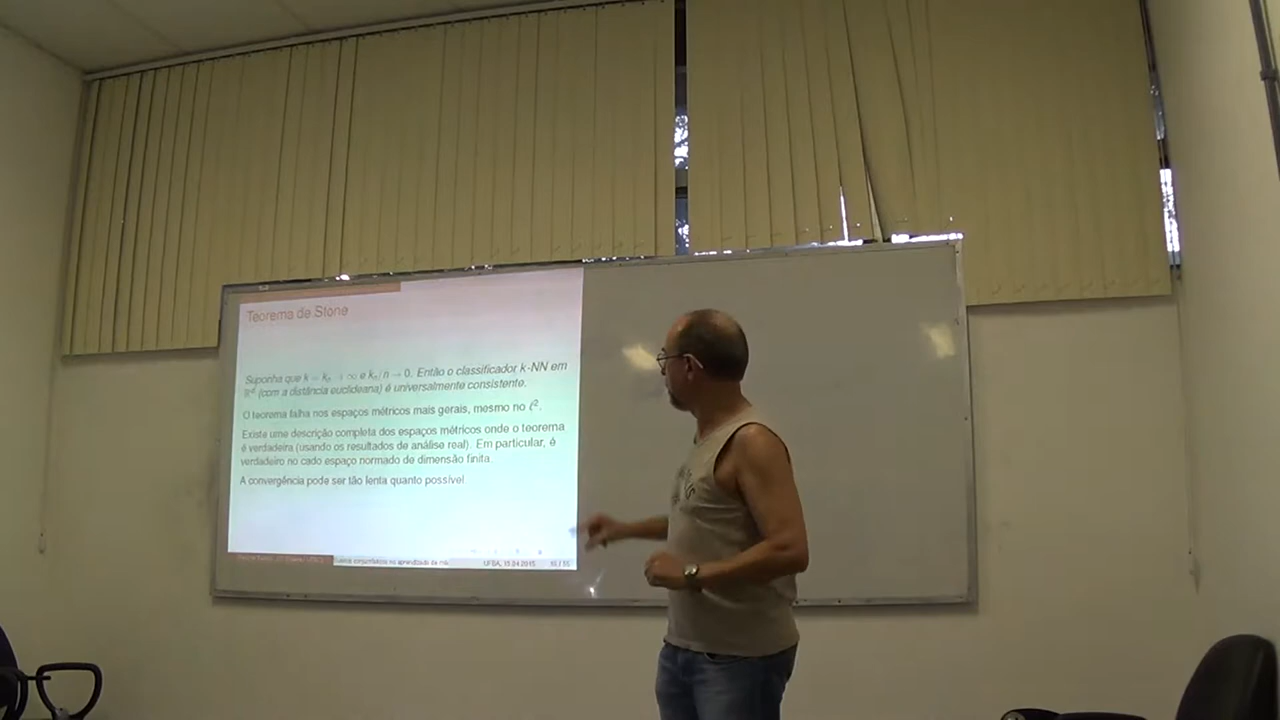 Teorema de Stone
Suponha que k = kₙ → ∞ e kₙ/n → 0. Então o classificador k-NN em
ℝᵈ (com a distância euclideana) é universalmente consistente.
O teorema falha nos espaços métricos mais gerais, mesmo no ℓ².
Existe uma descrição completa dos espaços métricos onde o teorema
é verdadeira (usando os resultados de análise real). Em particular, é
verdadeiro no cado espaço normado de dimensão finita.
A convergência pode ser tão lenta quanto possível
no aprendizado de UFBA, 15.04.2015